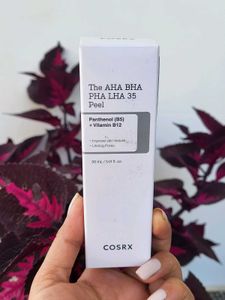 The AHA BHA
PHA LHA 35
Peel
Panthenol (B5)
+ Vitamin B12
COSRX